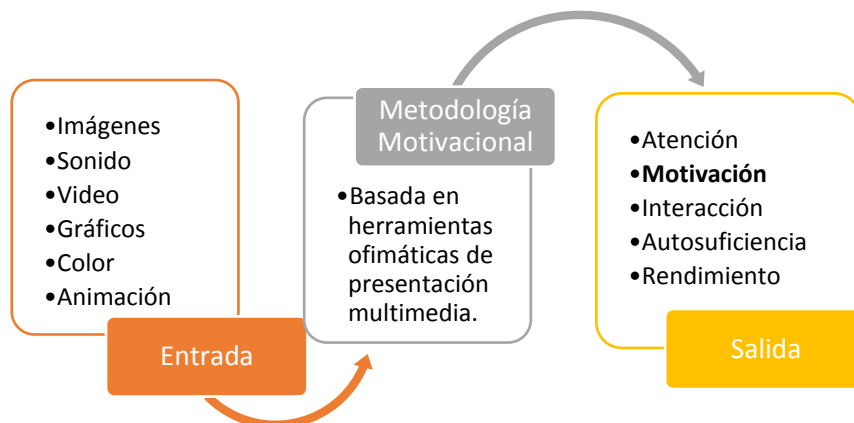 •Imágenes
•Sonido
•Video
•Gráficos
•Color
•Animación
Entrada
Metodología
Motivacional
•Basada en
herramientas
ofimáticas de
presentación
multimedia.
•Atención
•Motivación
•Interacción
•Autosuficiencia
•Rendimiento
Salida